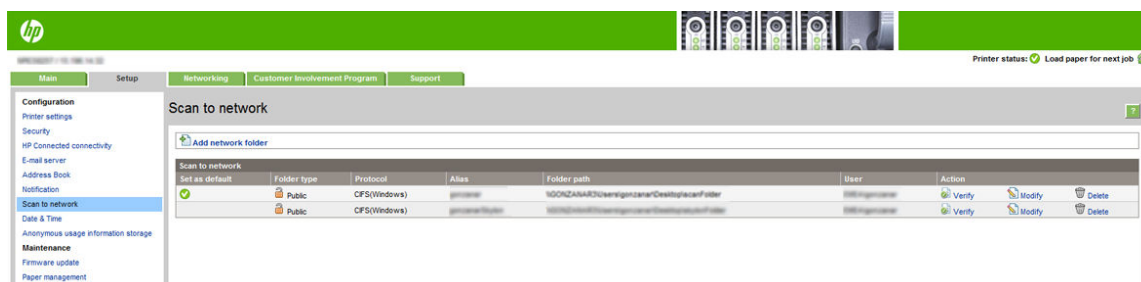 hp
Printer status: Load paper for next job
Main Setup Networking Customer Involvement Program Support
Configuration
Printer settings
Security
HP Connected connectivity
E-mail server
Address Book
Notification
Scan to network
Date & Time
Anonymous usage information storage
Maintenance
Firmware update
Paper management
Scan to network
?
Add network folder
Scan to network
Set as default Folder type Protocol Alias Folder path User Action
Public CIFS(Windows) Verify Modify Delete
Public CIFS(Windows) Verify Modify Delete